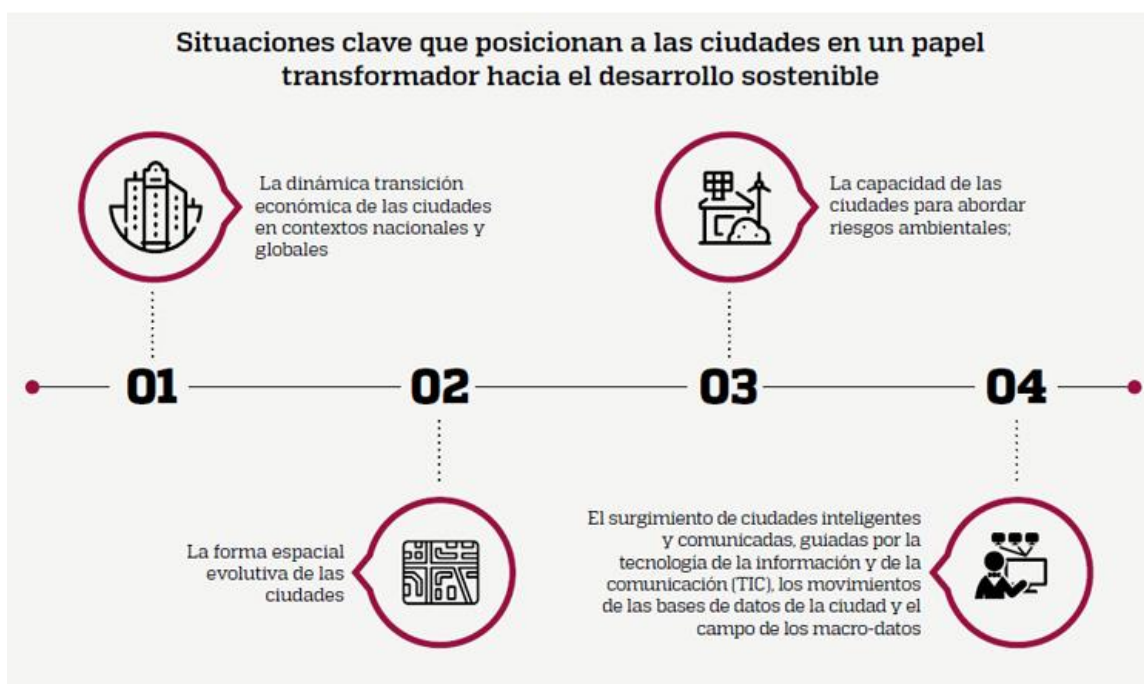 Situaciones clave que posicionan a las ciudades en un papel
transformador hacia el desarrollo sostenible
La dinámica transición
económica de las ciudades
en contextos nacionales y
globales
La capacidad de las
ciudades para abordar
riesgos ambientales;
01
02
03
04
La forma espacial
evolutiva de las
ciudades
El surgimiento de ciudades inteligentes
y comunicadas, guiadas por la
tecnología de la información y de la
comunicación (TIC), los movimientos
de las bases de datos de la ciudad y el
campo de los macro-datos